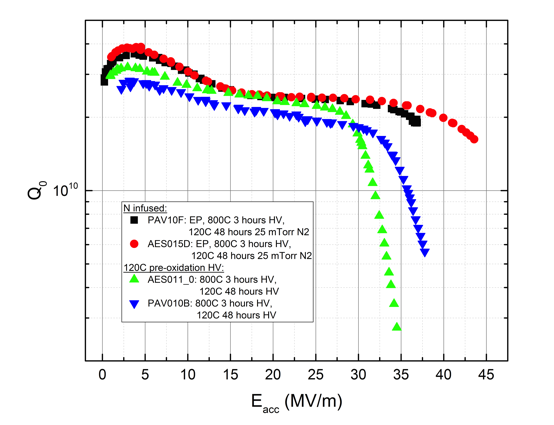 Q0
10^10
N infused:
PAV10F: EP, 800C 3 hours HV,
120C 48 hours 25 mTorr N2
AES015D: EP, 800C 3 hours HV,
120C 48 hours 25 mTorr N2
120C pre-oxidation HV:
AES011_0: 800C 3 hours HV,
120C 48 hours HV
PAV010B: 800C 3 hours HV,
120C 48 hours HV
0 5 10 15 20 25 30 35 40 45
Eacc (MV/m)